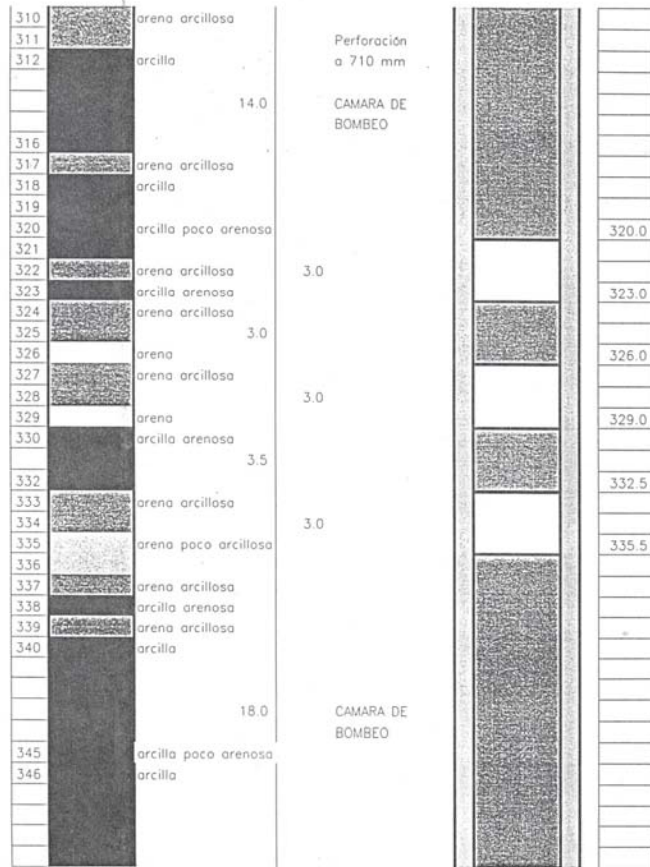 310 arena arcillosa
311 Perforación
312 arcilla a 710 mm
14.0 CAMARA DE
BOMBEO
316
317 arena arcillosa
318 arcilla
319
320 arcilla poco arenosa 320.0
321
322 arena arcillosa 3.0
323 arcilla arenosa 323.0
324 arena arcillosa
325 3.0
326 arena 326.0
327 arena arcillosa
328 3.0
329 arena 329.0
330 arcilla arenosa
3.5
332 332.5
333 arena arcillosa
334 3.0
335 arena poco arcillosa 335.5
336
337 arena arcillosa
338 arcilla arenosa
339 arena arcillosa
340 arcilla
18.0 CAMARA DE
BOMBEO
345 arcilla poco arenosa
346 arcilla